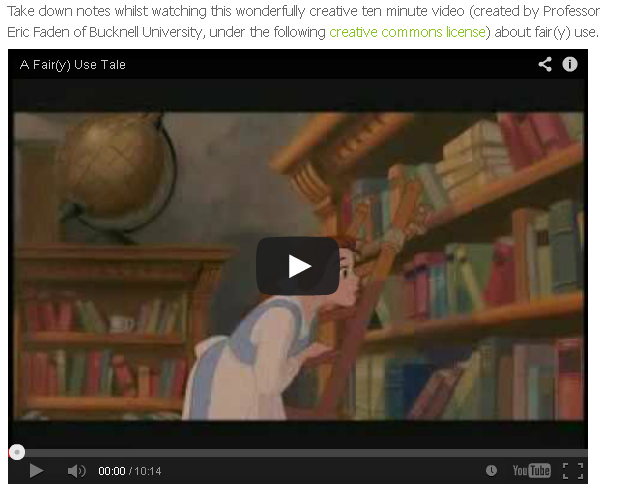 Take down notes whilst watching this wonderfully creative ten minute video (created by Professor
Eric Faden of Bucknell University, under the following creative commons license) about fair(y) use.
A Fair(y) Use Tale
00:00 / 10:14
YouTube